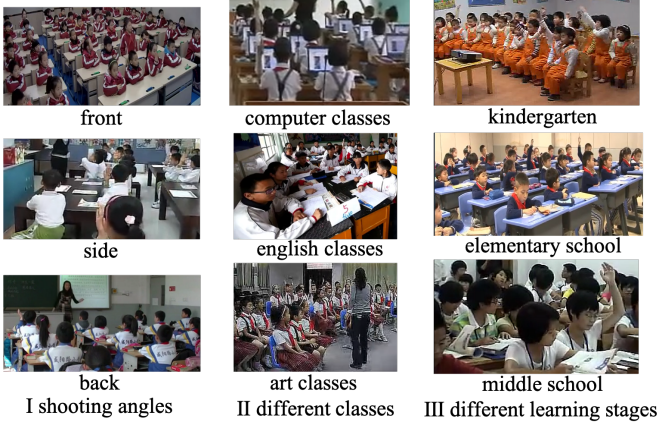 front
computer classes
kindergarten
side
english classes
elementary school
back
art classes
middle school
I shooting angles
II different classes
III different learning stages